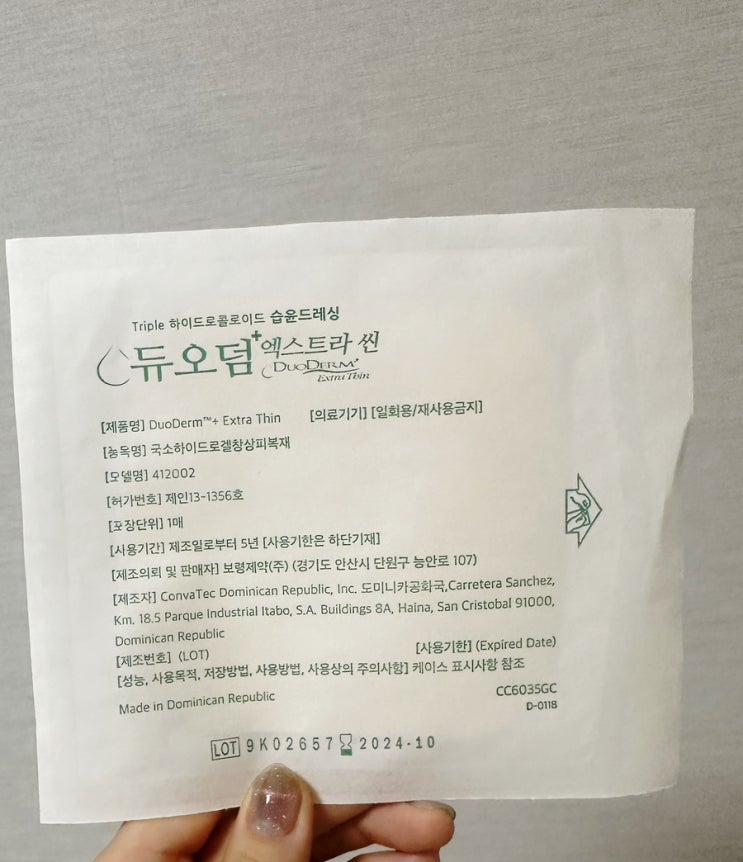 Triple 하이드로콜로이드 습윤드레싱
듀오덤+ 엑스트라 씬
DUODERM+
Extra Thin
[제품명] DuoDerm™+ Extra Thin [의료기기] [일회용/재사용금지]
[농옥명] 국소하이드로겔창상피복재
[모델명] 412002
[허가번호] 제인13-1356호
[포장단위] 1매
[사용기간] 제조일로부터 5년 [사용기한은 하단기재]
[제조의뢰 및 판매자] 보령제약(주) (경기도 안산시 단원구 능안로 107)
[제조자] ConvaTec Dominican Republic, Inc. 도미니카공화국,Carretera Sanchez,
Km. 18.5 Parque Industrial Itabo, S.A. Buildings 8A, Haina, San Cristobal 91000,
Dominican Republic
[제조번호] (LOT) [사용기한] (Expired Date)
[성능, 사용목적, 저장방법, 사용방법, 사용상의 주의사항] 케이스 표시사항 참조
Made in Dominican Republic CC6035GC
D-0118
LOT 9K02657 2024-10